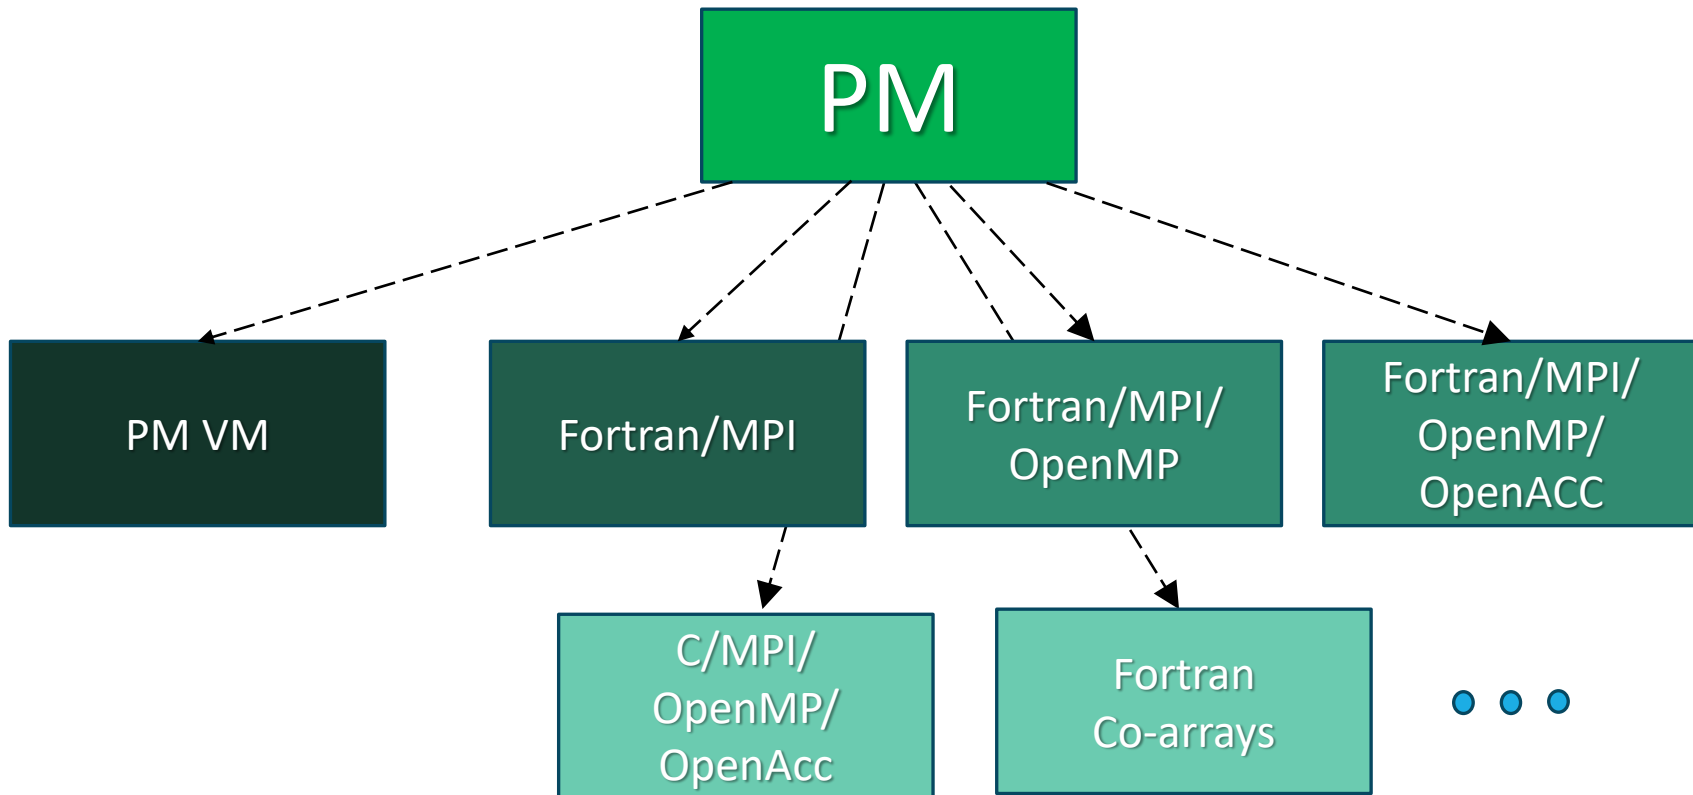 PM
PM VM
Fortran/MPI
Fortran/MPI/
OpenMP
Fortran/MPI/
OpenMP/
OpenACC
C/MPI/
OpenMP/
OpenAcc
Fortran
Co-arrays